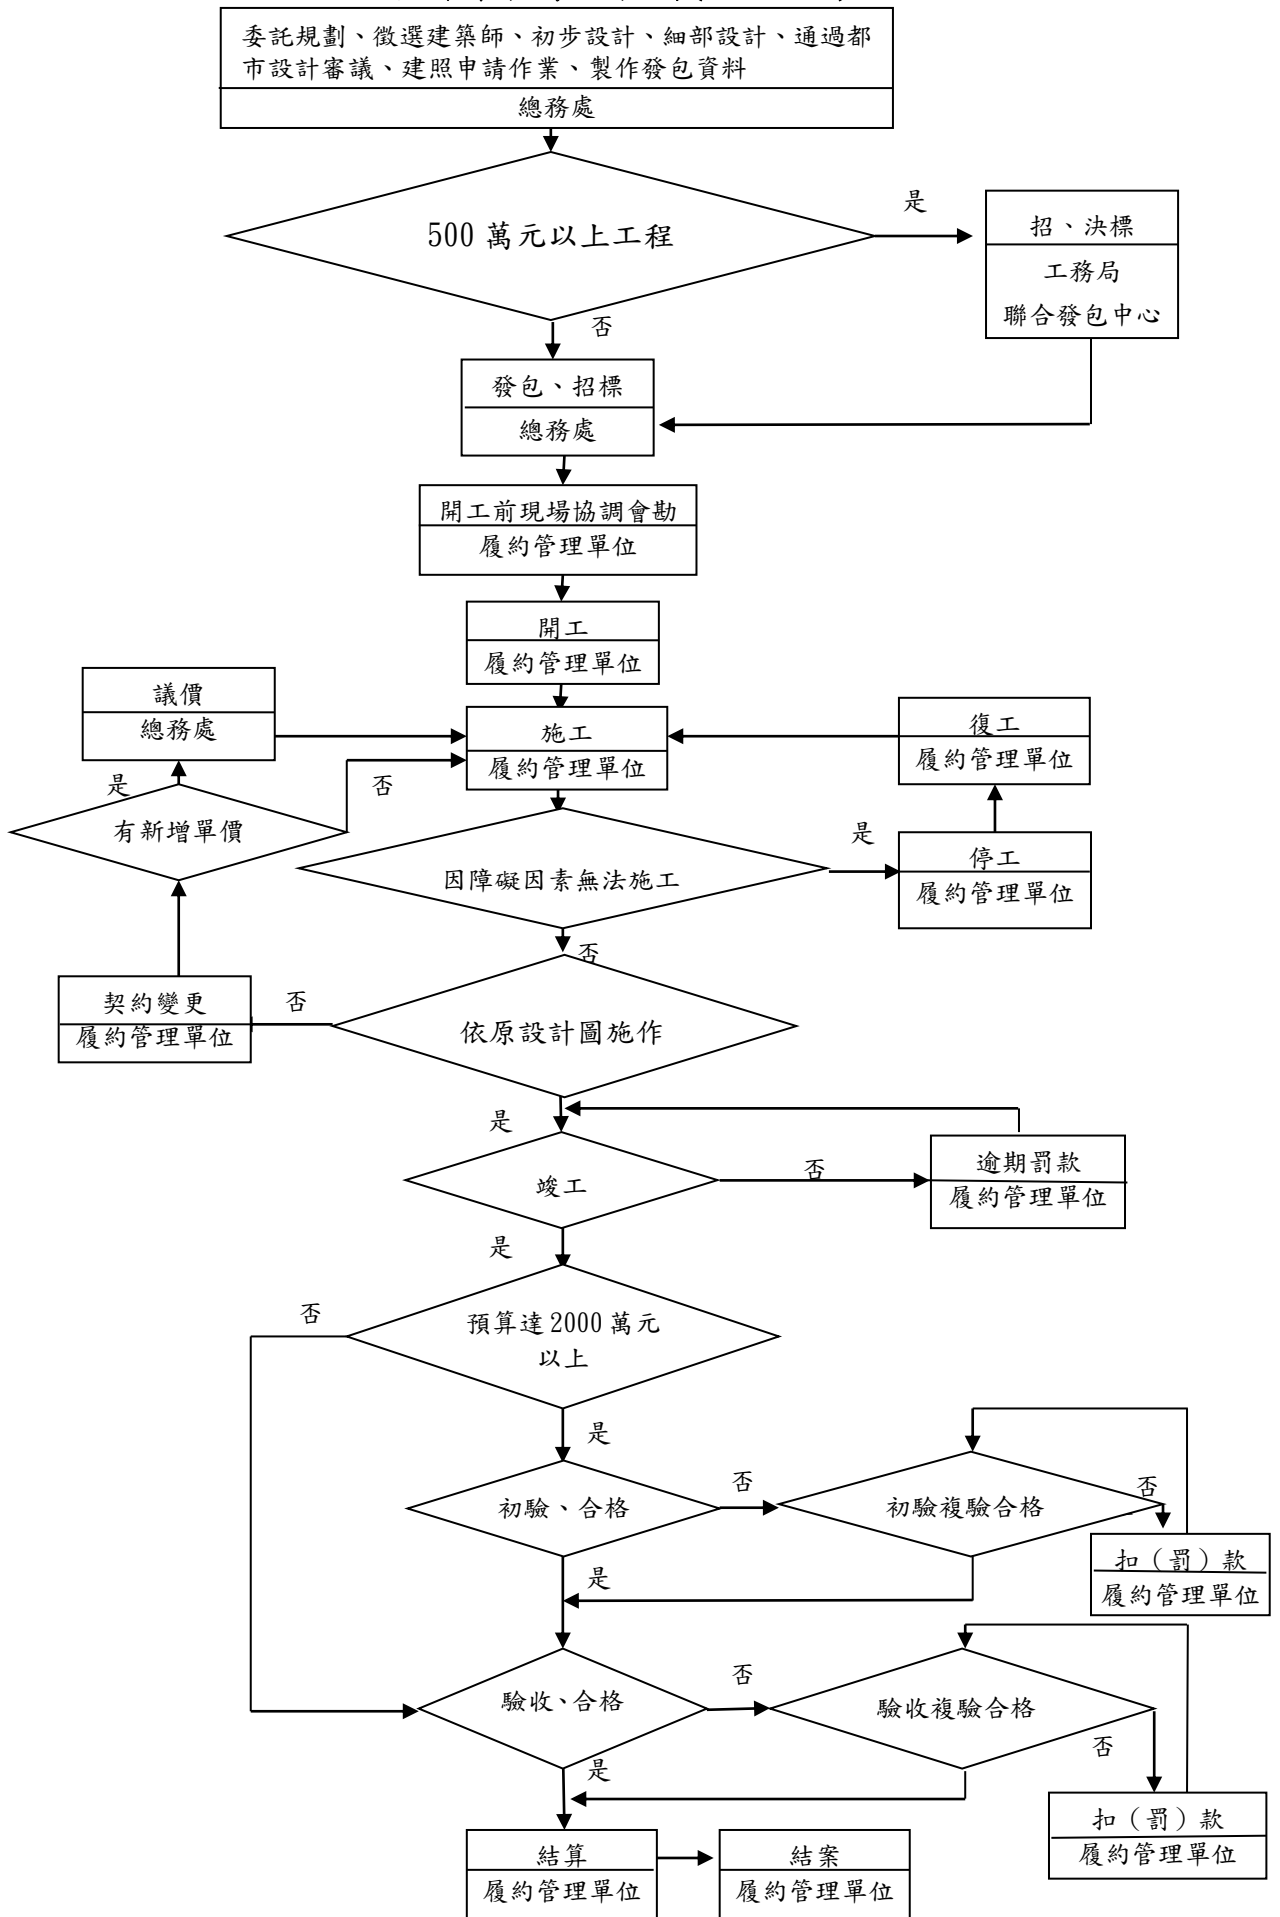 委託規劃、徵選建築師、初步設計、細部設計、通過都
市設計審議、建照申請作業、製作發包資料
總務處
500 萬元以上工程
是
招、決標
工務局
聯合發包中心
否
發包、招標
總務處
開工前現場協調會勘
履約管理單位
開工
履約管理單位
議價
總務處
施工
履約管理單位
復工
履約管理單位
是
否
有新增單價
因障礙因素無法施工
是
停工
履約管理單位
否
契約變更
履約管理單位
否
依原設計圖施作
是
竣工
否
逾期罰款
履約管理單位
是
否
預算達 2000 萬元
以上
是
初驗、合格
否
初驗複驗合格
否
扣（罰）款
履約管理單位
是
驗收、合格
否
驗收複驗合格
否
扣（罰）款
履約管理單位
是
結算
履約管理單位
結案
履約管理單位